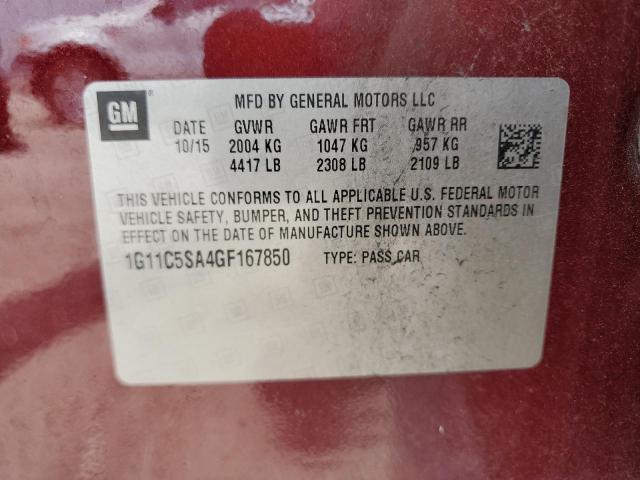 GM
MFD BY GENERAL MOTORS LLC
DATE GVWR GAWR FRT GAWR RR
10/15 2004 KG 1047 KG 957 KG
4417 LB 2308 LB 2109 LB
THIS VEHICLE CONFORMS TO ALL APPLICABLE U.S. FEDERAL MOTOR
VEHICLE SAFETY, BUMPER, AND THEFT PREVENTION STANDARDS IN
EFFECT ON THE DATE OF MANUFACTURE SHOWN ABOVE.
1G11C5SA4GF167850 TYPE: PASS CAR